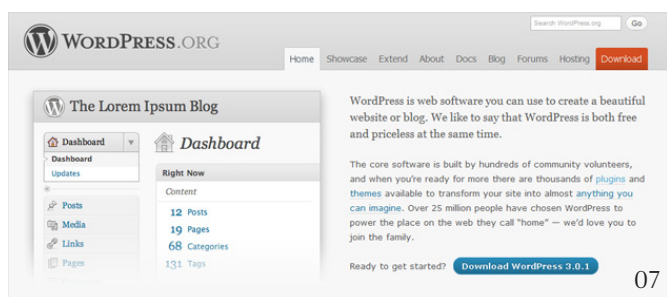 Search WordPress.org Go
WORDPRESS.ORG
Home Showcase Extend About Docs Blog Forums Hosting Download
The Lorem Ipsum Blog
Dashboard
Dashboard
Updates
Posts
Media
Links
Pages
Dashboard
Right Now
Content
12 Posts
19 Pages
68 Categories
131 Tags
WordPress is web software you can use to create a beautiful
website or blog. We like to say that WordPress is both free
and priceless at the same time.
The core software is built by hundreds of community volunteers,
and when you're ready for more there are thousands of plugins and
themes available to transform your site into almost anything you
can imagine. Over 25 million people have chosen WordPress to
power the place on the web they call "home" — we'd love you to
join the family.
Ready to get started? Download WordPress 3.0.1
07